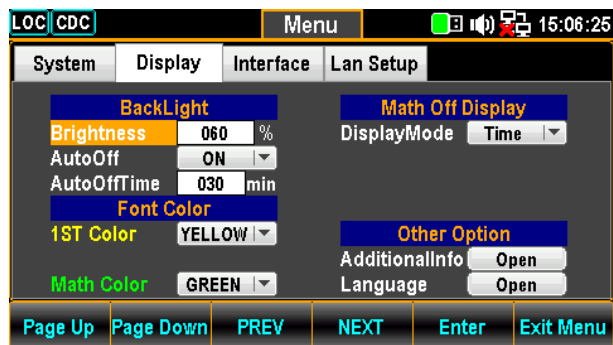 LOC CDC Menu 15:06:25
System Display Interface Lan Setup
BackLight
Brightness 060 %
AutoOff ON
AutoOffTime 030 min
Font Color
1ST Color YELLOW
Math Color GREEN
Math Off Display
DisplayMode Time
Other Option
AdditionalInfo Open
Language Open
Page Up Page Down PREV NEXT Enter Exit Menu